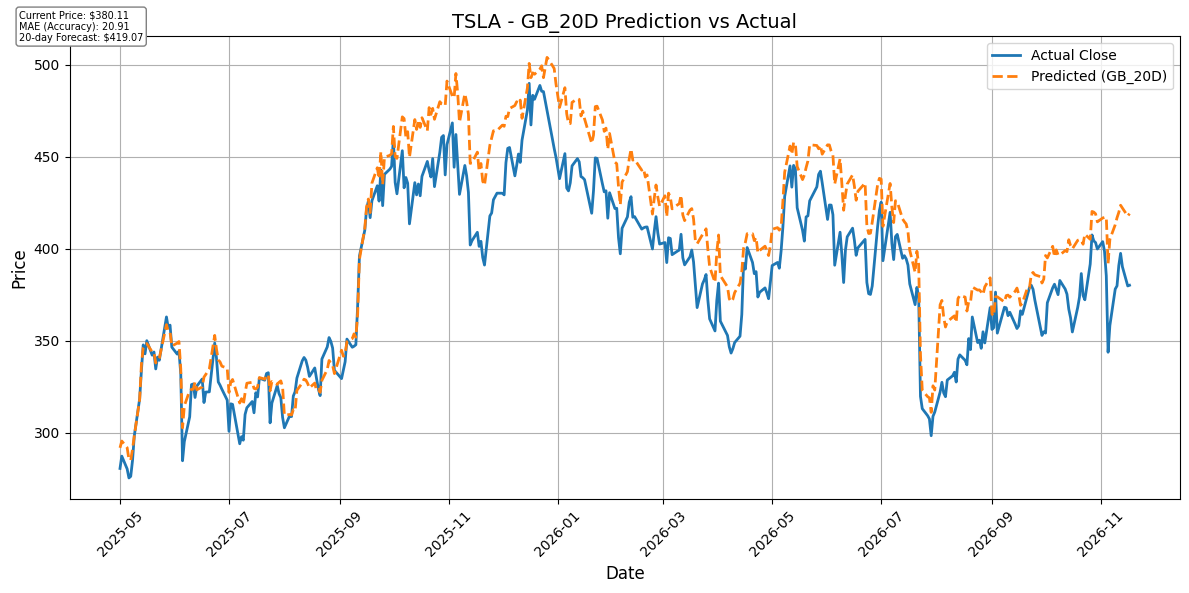 Current Price: $380.11
MAE (Accuracy): 20.91
20-day Forecast: $419.07
TSLA - GB_20D Prediction vs Actual
Actual Close
Predicted (GB_20D)
Price
500
450
400
350
300
2025-05
2025-07
2025-09
2025-11
2026-01
2026-03
2026-05
2026-07
2026-09
2026-11
Date